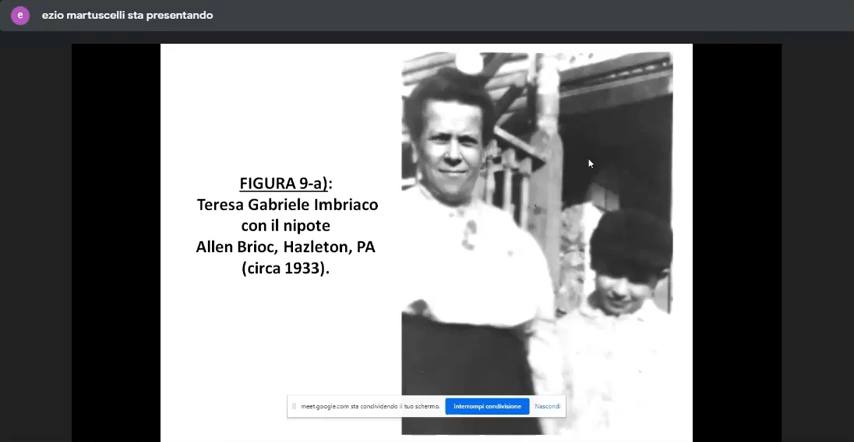 e ezio martuscelli sta presentando
FIGURA 9-a):
Teresa Gabriele Imbriaco
con il nipote
Allen Brioc, Hazleton, PA
(circa 1933).
meet.google.com sta condividendo il tuo schermo. Interrompi condivisione Nascondi